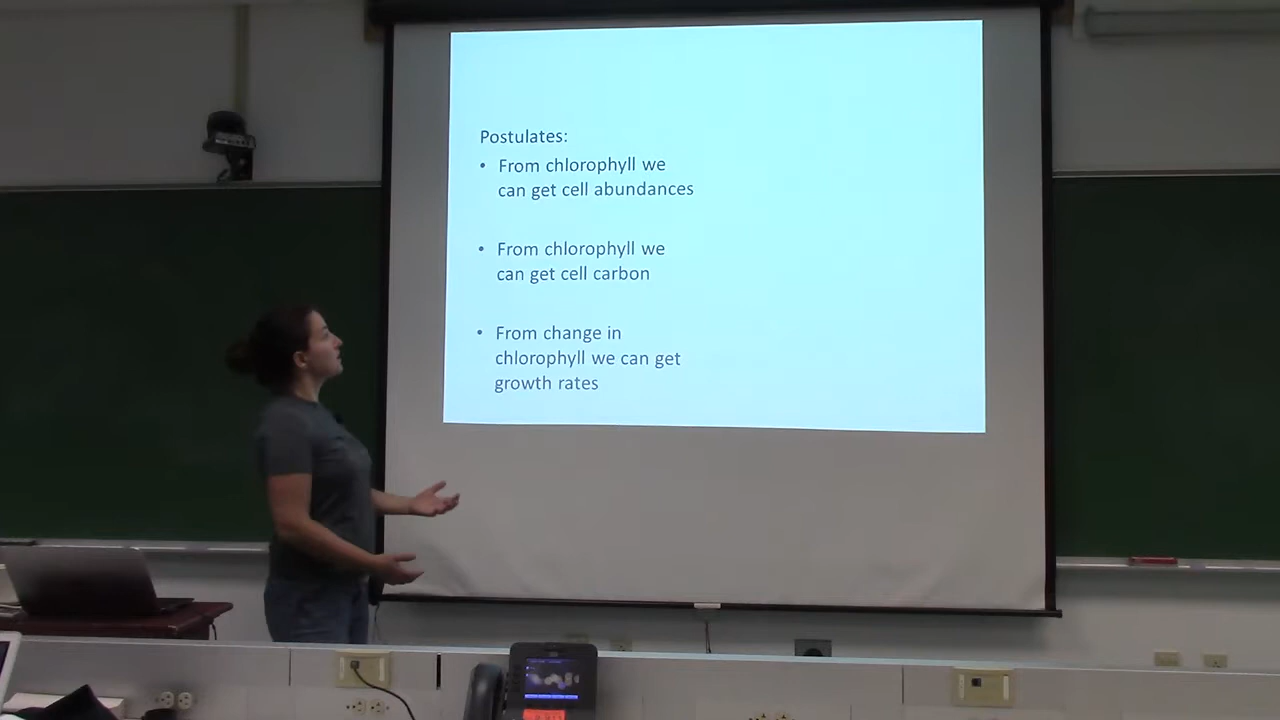 Postulates:
• From chlorophyll we
can get cell abundances
• From chlorophyll we
can get cell carbon
• From change in
chlorophyll we can get
growth rates